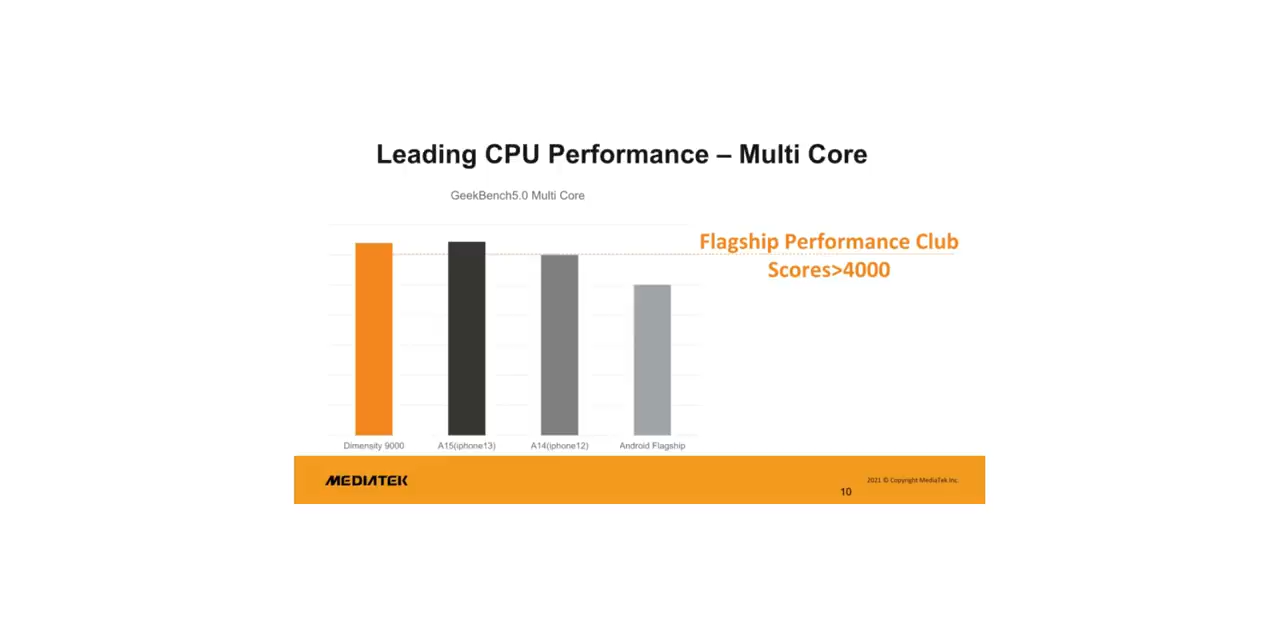 Leading CPU Performance – Multi Core
GeekBench5.0 Multi Core
Flagship Performance Club
Scores>4000
Dimensity 9000
A15(iphone13)
A14(iphone12)
Android Flagship
MEDIATEK
10
2021 © Copyright MediaTek Inc.